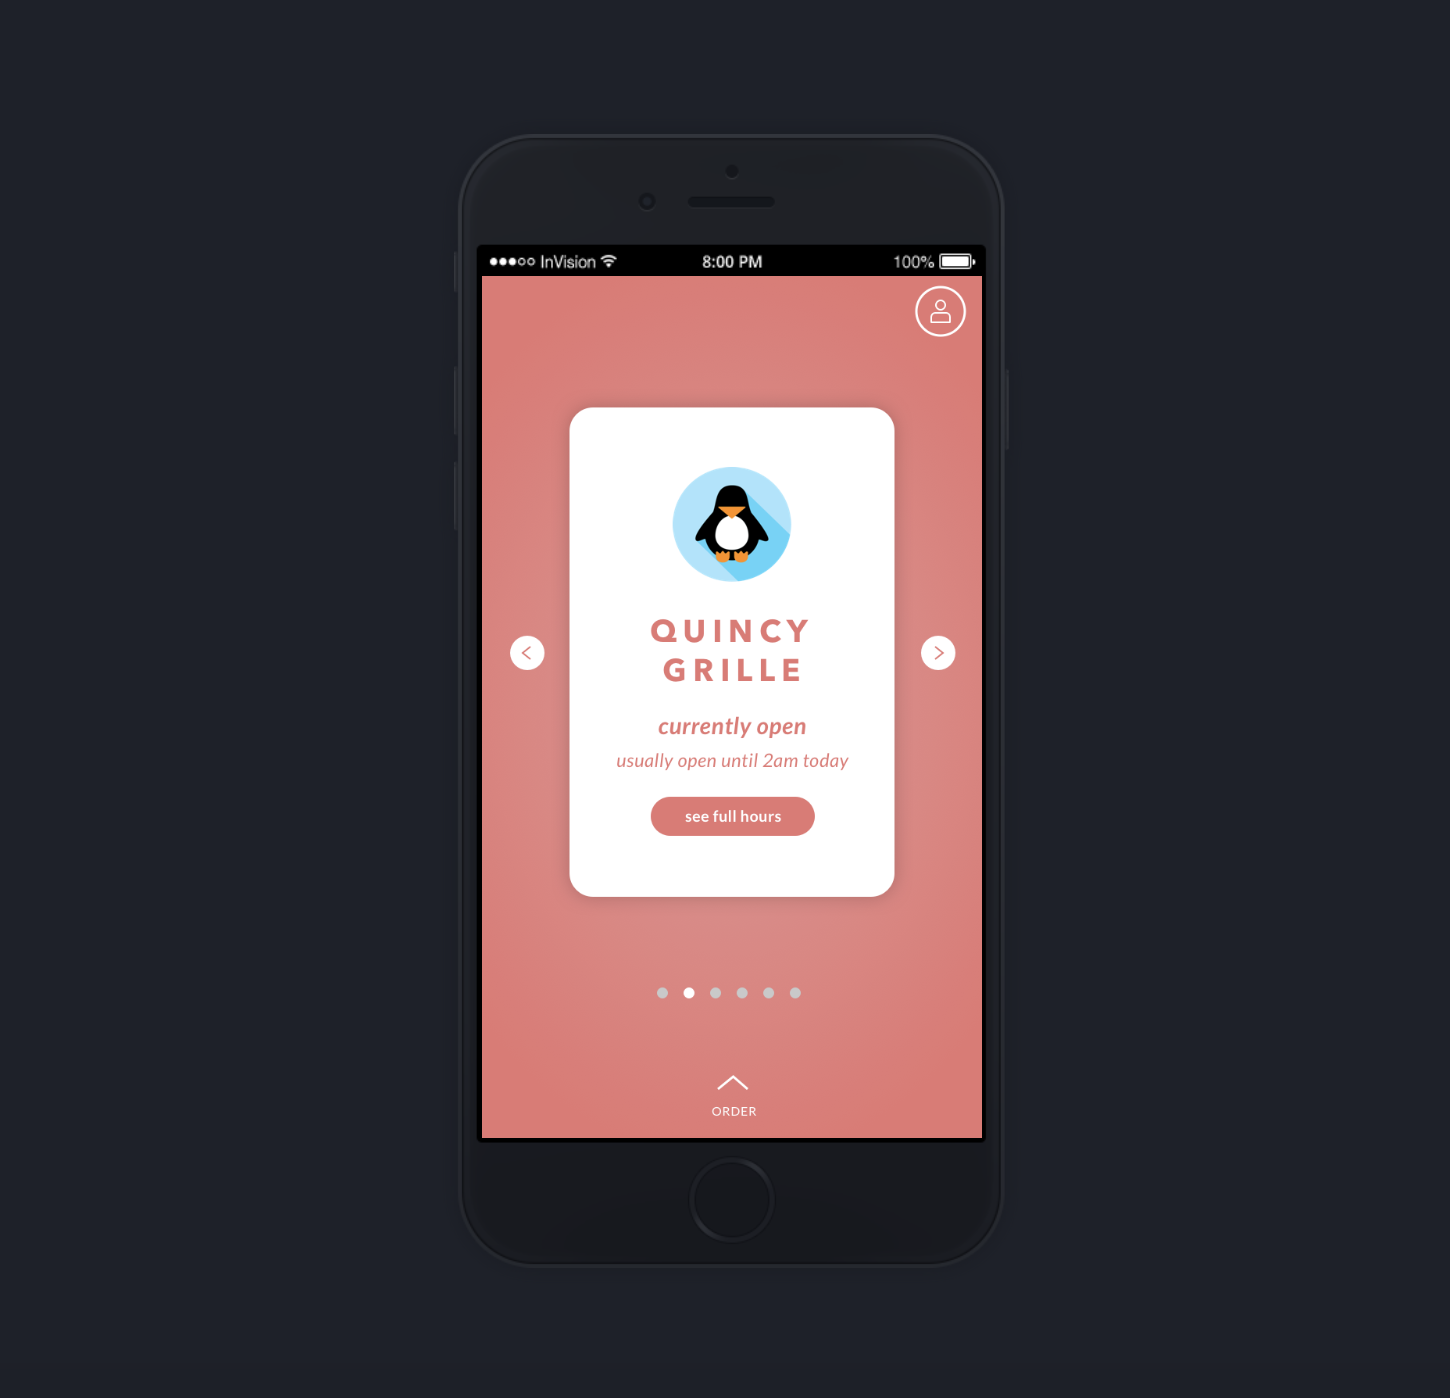 InVision 8:00 PM 100%
QUINCY
GRILLE
currently open
usually open until 2am today
see full hours
ORDER